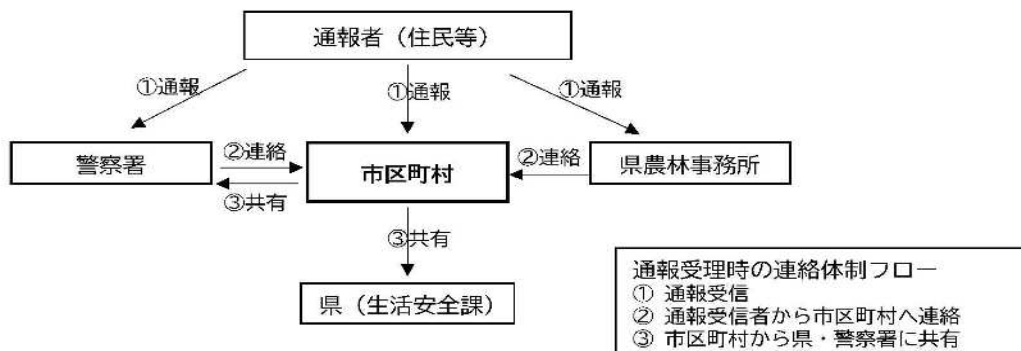 通報者（住民等）
①通報
①通報
①通報
警察署
②連絡
③共有
市区町村
②連絡
県農林事務所
③共有
県（生活安全課）
通報受理時の連絡体制フロー
① 通報受信
② 通報受信者から市区町村へ連絡
③ 市区町村から県・警察署に共有